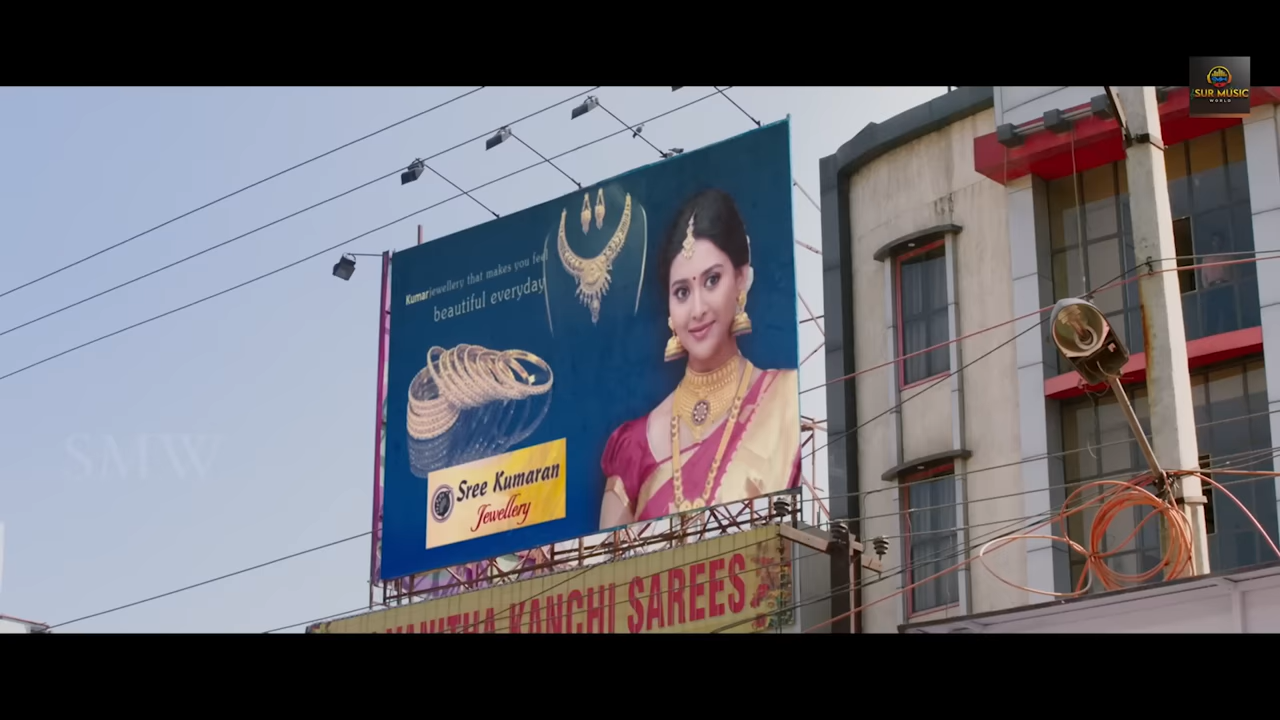 SUR MUSIC
WORLD
Kumar jewellery that makes you feel
beautiful everyday
Sree Kumaran
Jewellery
KANCHI SAREES
SMW